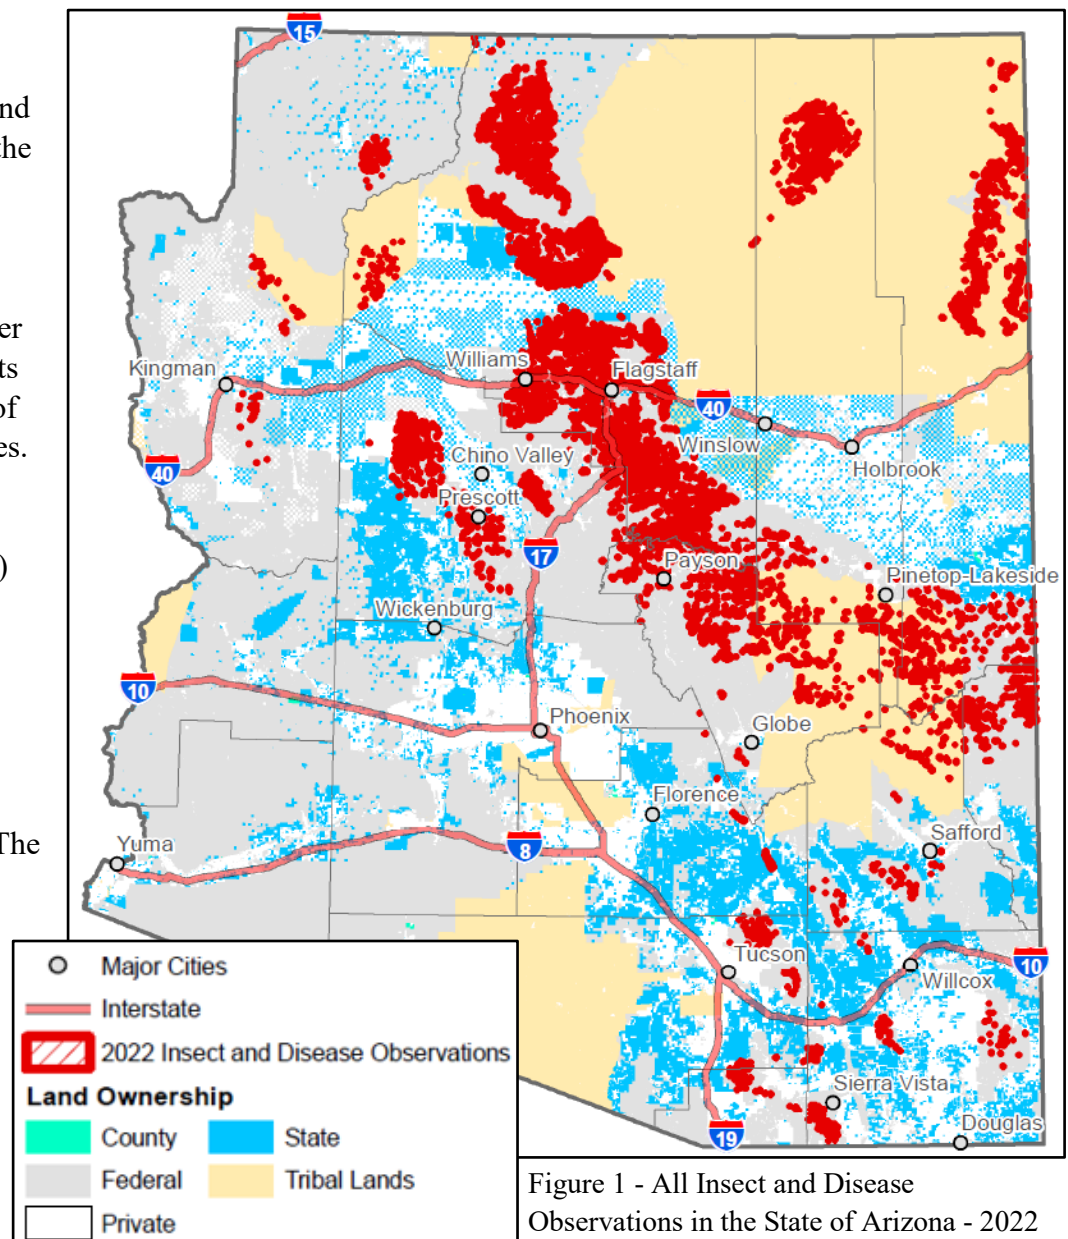 nd
the
er
ts
of
es.
)
The
15
Kingman
Williams
Flagstaff
40
Winslow
Holbrook
40
Chino Valley
Prescott
17
Payson
Pinetop-Lakeside
Wickenburg
10
Phoenix
Globe
Florence
Yuma
8
Safford
Tucson
10
Willcox
Sierra Vista
19
Douglas
Major Cities
Interstate
2022 Insect and Disease Observations
Land Ownership
County State
Federal Tribal Lands
Private
Figure 1 - All Insect and Disease
Observations in the State of Arizona - 2022